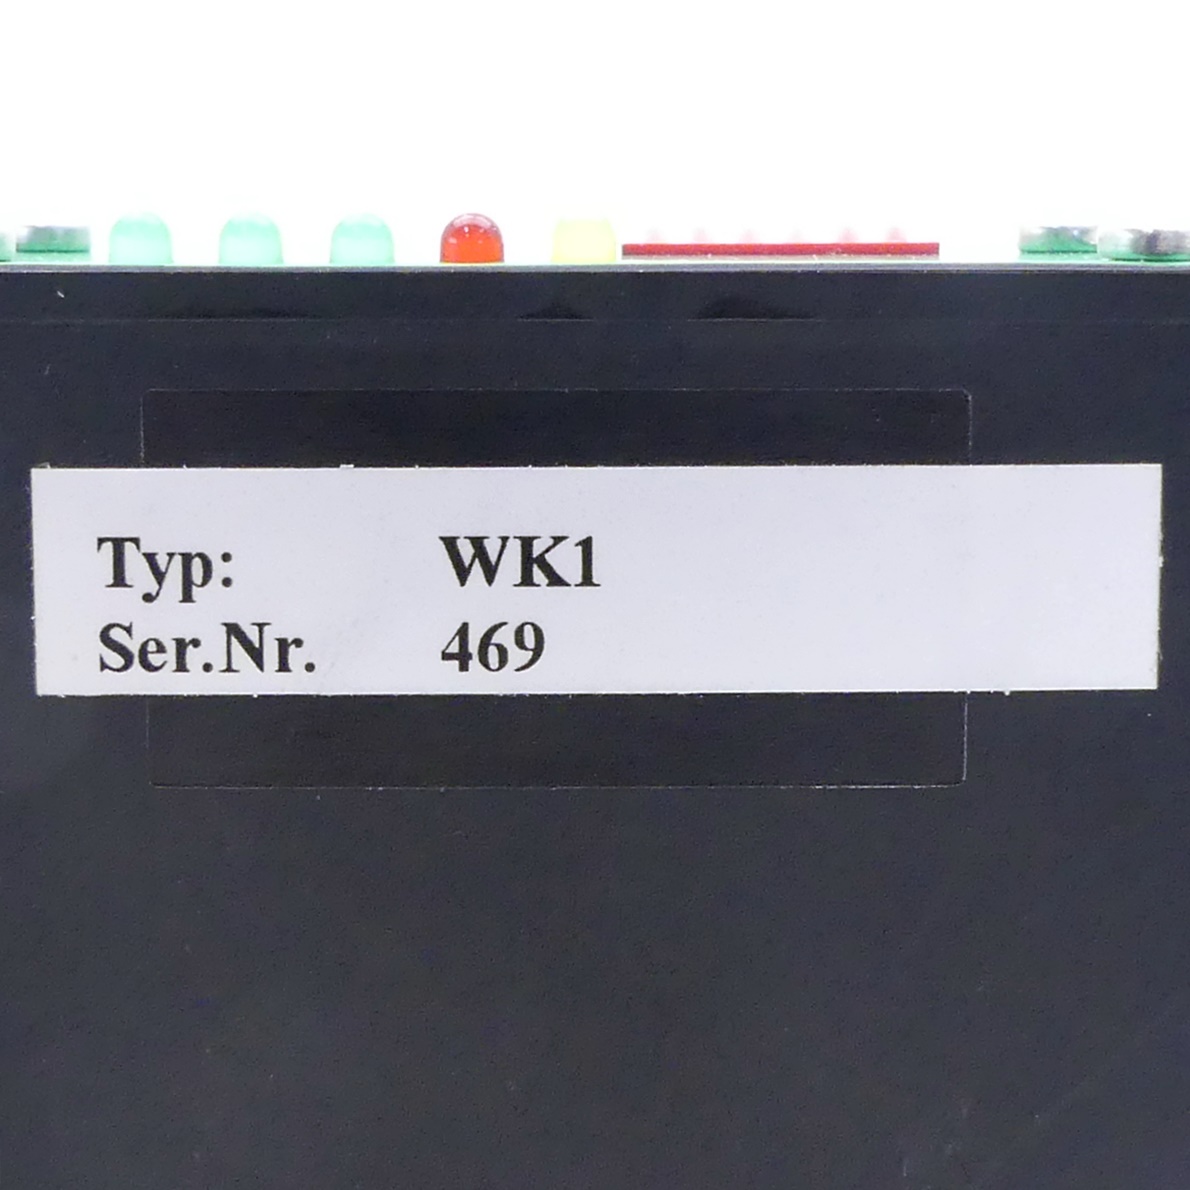 Typ: WK1
Ser.Nr. 469